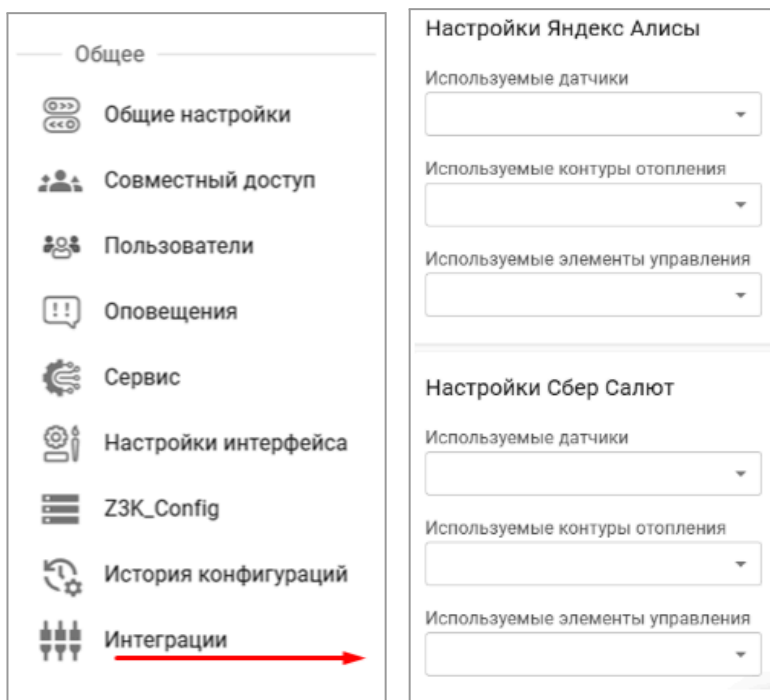 Общее
Общие настройки
Совместный доступ
Пользователи
Оповещения
Сервис
Настройки интерфейса
Z3K_Config
История конфигураций
Интеграции
Настройки Яндекс Алисы
Используемые датчики
Используемые контуры отопления
Используемые элементы управления
Настройки Сбер Салют
Используемые датчики
Используемые контуры отопления
Используемые элементы управления